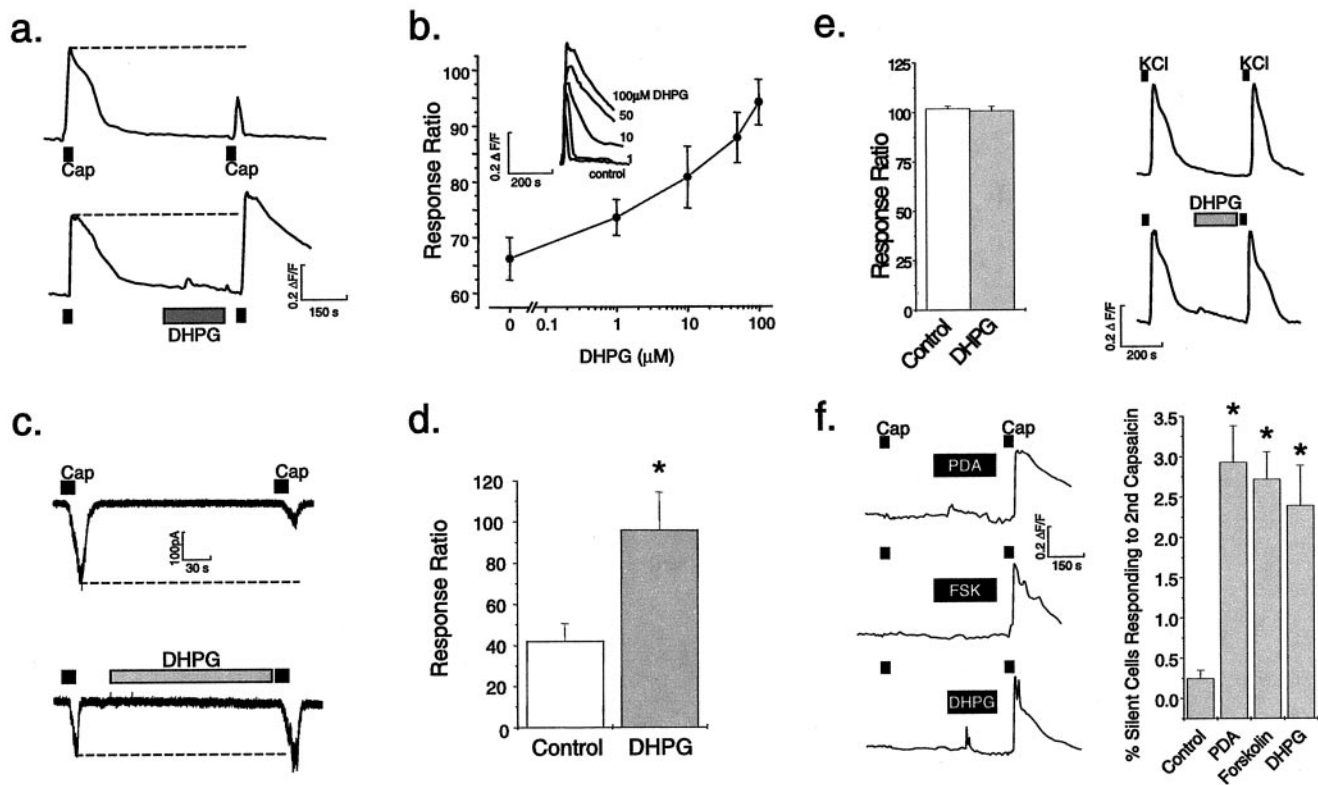 a.
Cap
Cap
DHPG
0.2 ΔF/F
150 s
b.
Response Ratio
100
90
80
70
60
0
0.1
1
10
100
DHPG (μM)
100μM DHPG
50
10
1
control
0.2 Δ F/F
200 s
c.
Cap
Cap
100pA
30 s
DHPG
d.
Response Ratio
120
100
80
60
40
20
0
*
Control
DHPG
e.
Response Ratio
125
100
75
50
25
0
Control
DHPG
KCl
KCl
DHPG
0.2 ΔF/F
200 s
f.
Cap
Cap
PDA
0.2 ΔF/F
150 s
FSK
DHPG
% Silent Cells Responding to 2nd Capsaicin
3.5
3.0
2.5
2.0
1.5
1.0
0.5
0.0
*
*
*
Control
PDA
Forskolin
DHPG